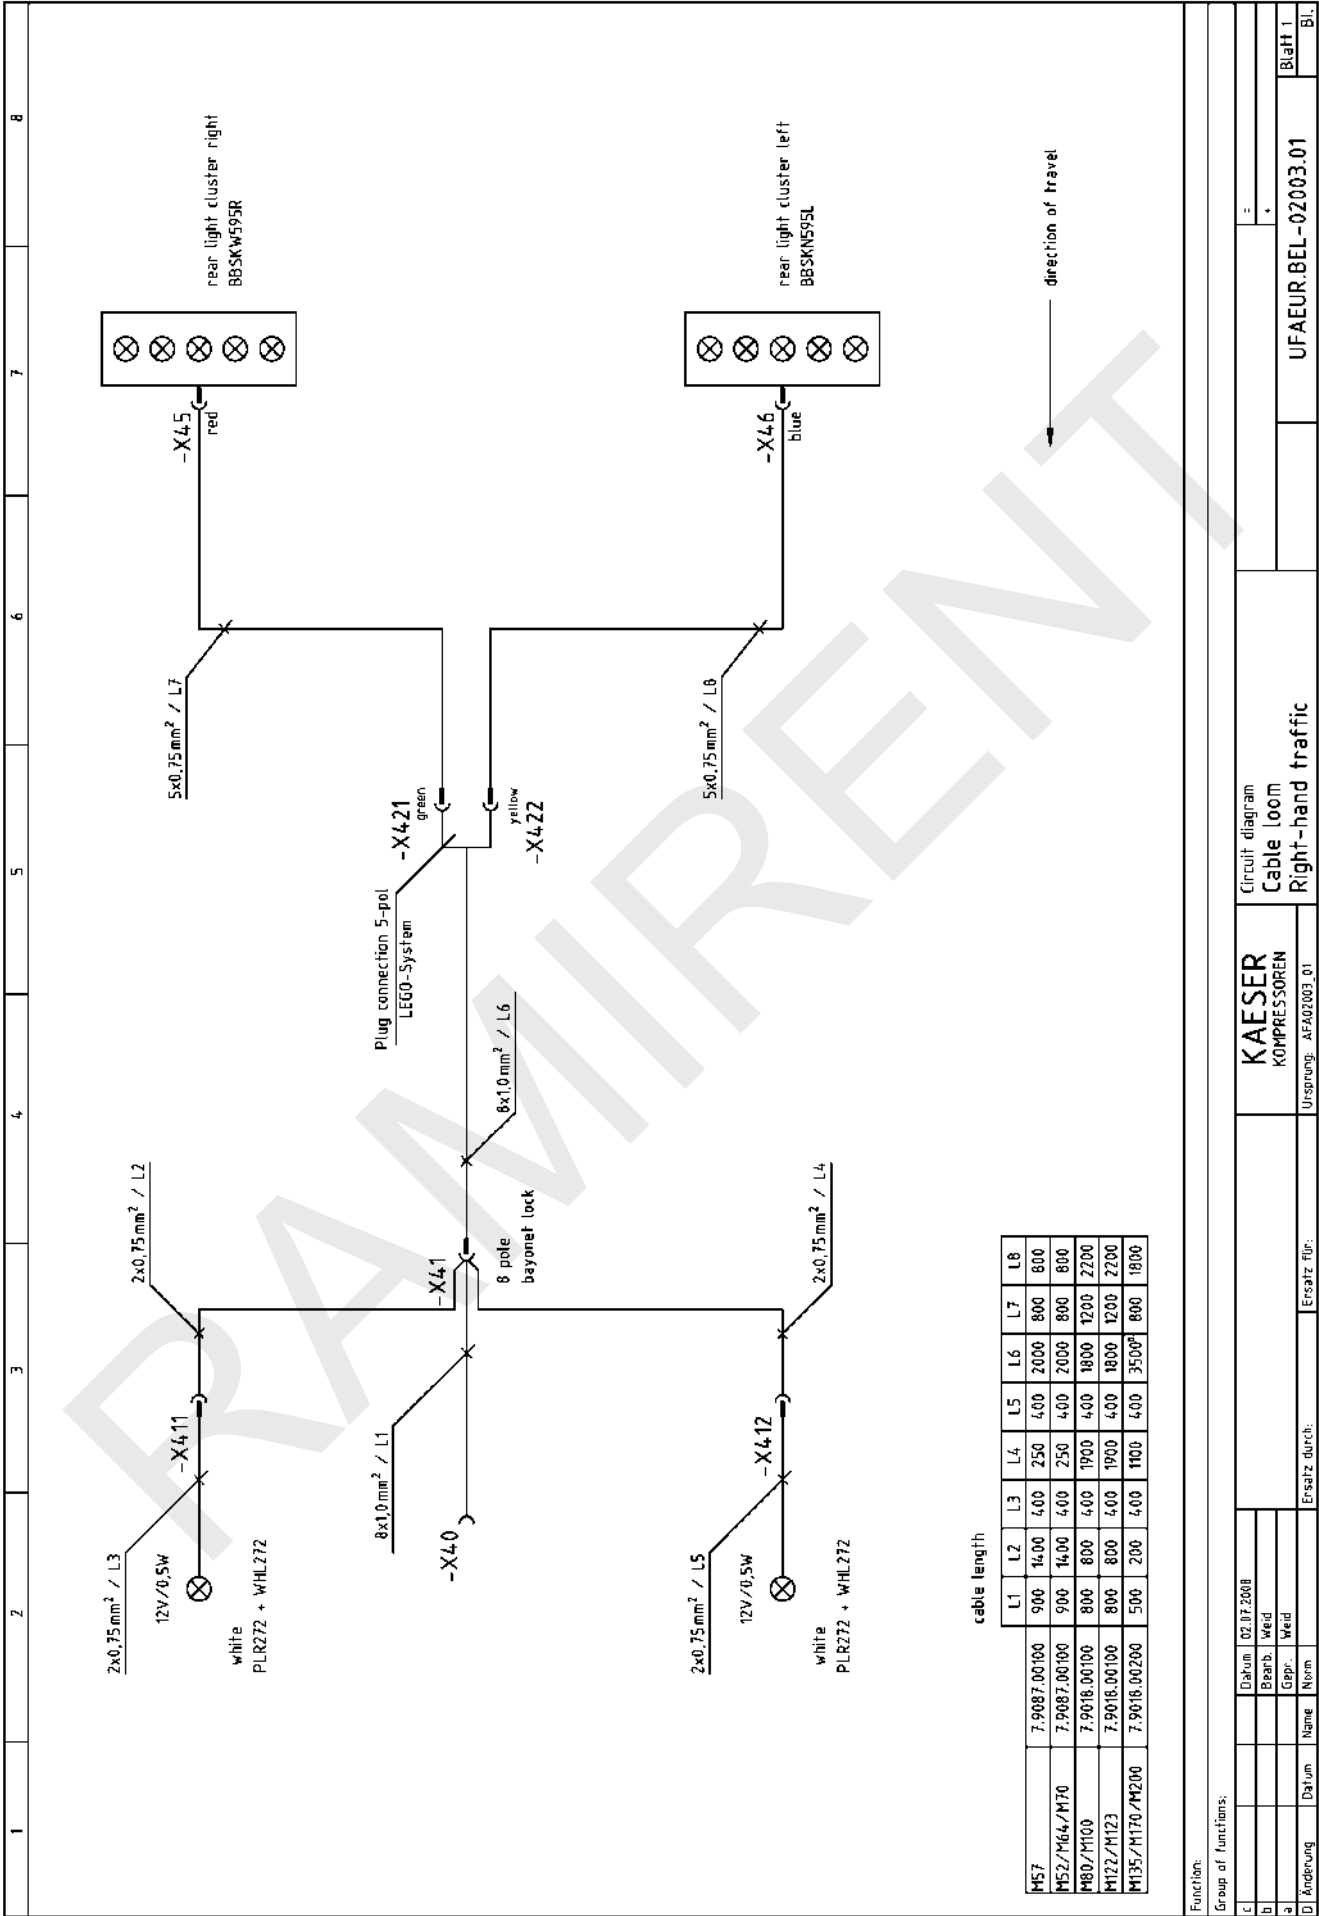 1 2 3 4 5 6 7 8
2x0,75mm² / L3
12V/0,5W
white
PLR272 + WHL272
-X411
2x0,75mm² / L2
8x1,0mm² / L1
-X40
-X41
8 pole
bayonet lock
8x1,0mm² / L6
Plug connection 5-pol
LEGO-System
-X421
green
yellow
-X422
5x0,75mm² / L7
-X45
red
rear light cluster right
BBSKW595R
2x0,75mm² / L5
12V/0,5W
white
PLR272 + WHL272
-X412
2x0,75mm² / L4
5x0,75mm² / L8
-X46
blue
rear light cluster left
BBSKN595L
direction of travel
cable length
L1 L2 L3 L4 L5 L6 L7 L8
M57 7.9087.00100 900 1400 400 250 400 2000 800 800
M52/M64/M70 7.9087.00100 900 1400 400 250 400 2000 800 800
M80/M100 7.9018.00100 800 800 400 1900 400 1800 1200 2200
M122/M123 7.9018.00100 800 800 400 1900 400 1800 1200 2200
M135/M170/M200 7.9018.00200 500 200 400 1100 400 3500 800 1800
RAMIRENT
Function:
Group of functions:
c Datum 02.07.2008
b Bearb. Weid
a Gepr. Weid
D Änderung Datum Name Norm
Ersatz durch:
Ersatz für:
KAESER
KOMPRESSOREN
Ursprung: AFA02003_01
Circuit diagram
Cable loom
Right-hand traffic
=
+
UFAEUR.BEL-02003.01
Blatt 1
Bl.